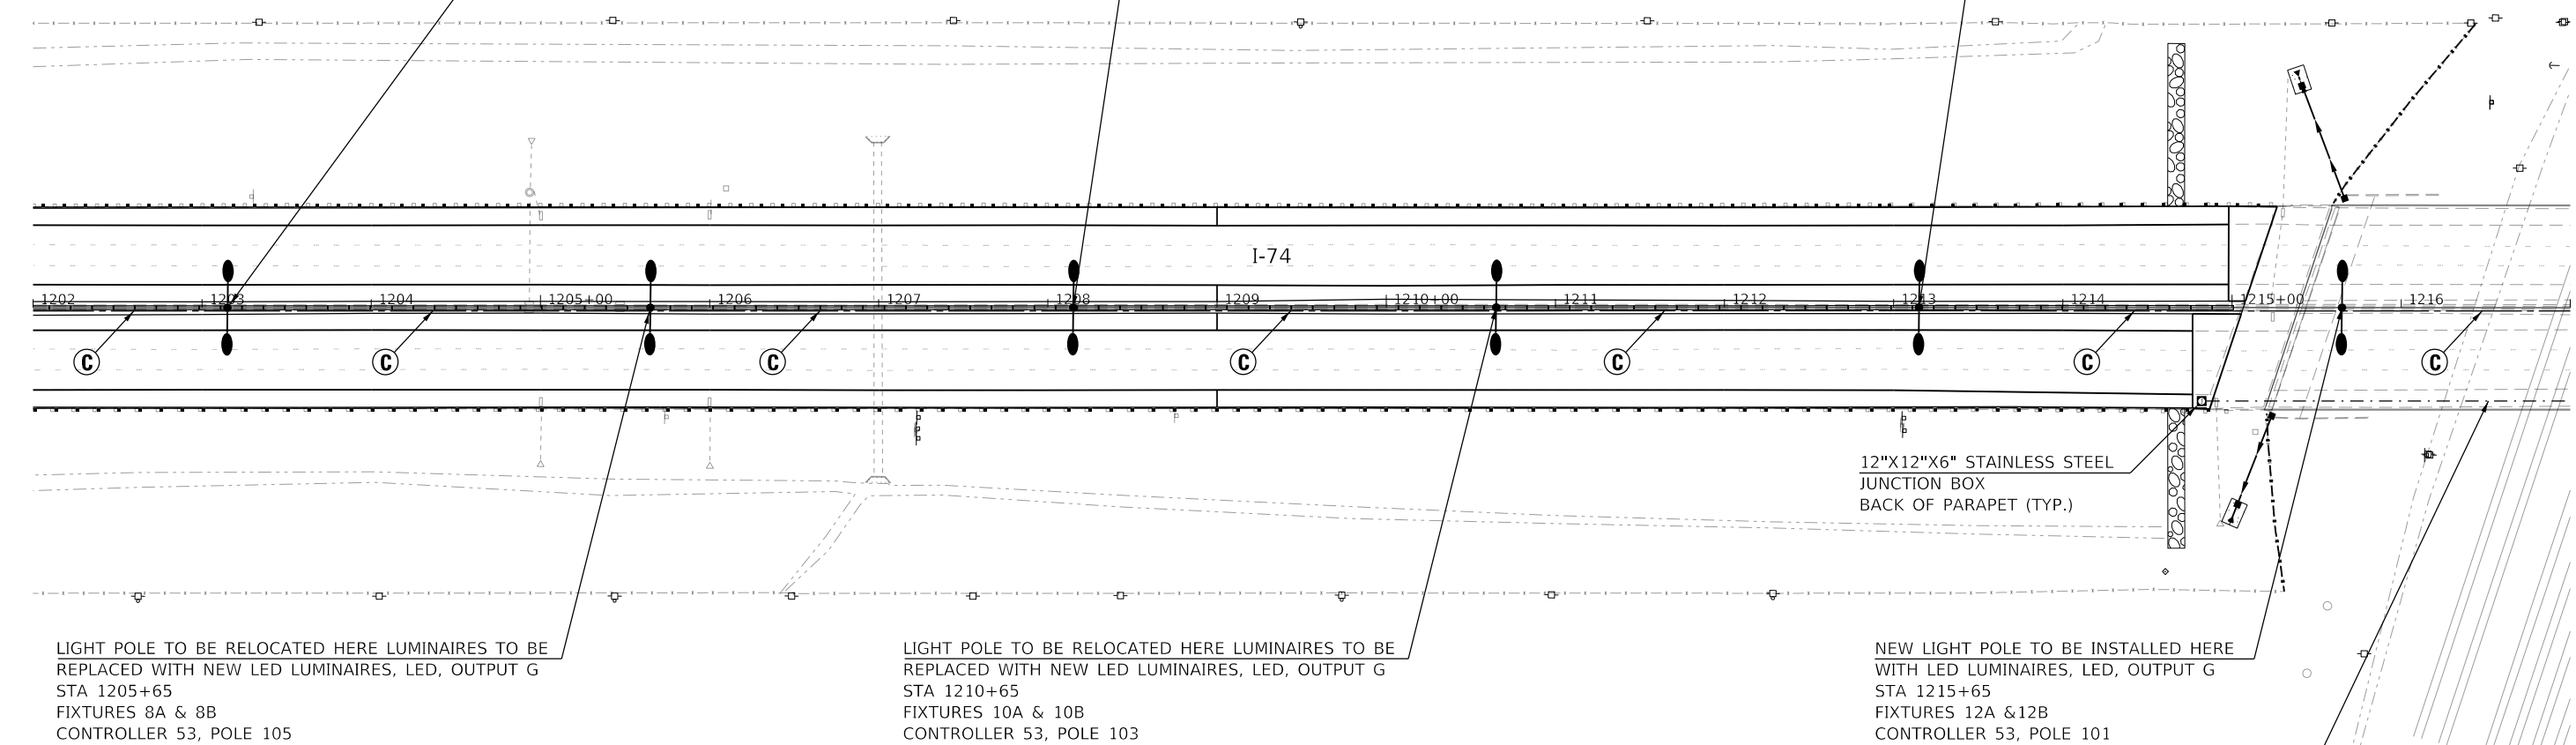 I-74
1202
1203
1204
1205+00
1206
1207
1208
1209
1210+00
1211
1212
1213
1214
1215+00
1216
C
C
C
C
C
C
C
12"X12"X6" STAINLESS STEEL
JUNCTION BOX
BACK OF PARAPET (TYP.)
LIGHT POLE TO BE RELOCATED HERE LUMINAIRES TO BE
REPLACED WITH NEW LED LUMINAIRES, LED, OUTPUT G
STA 1205+65
FIXTURES 8A & 8B
CONTROLLER 53, POLE 105
LIGHT POLE TO BE RELOCATED HERE LUMINAIRES TO BE
REPLACED WITH NEW LED LUMINAIRES, LED, OUTPUT G
STA 1210+65
FIXTURES 10A & 10B
CONTROLLER 53, POLE 103
NEW LIGHT POLE TO BE INSTALLED HERE
WITH LED LUMINAIRES, LED, OUTPUT G
STA 1215+65
FIXTURES 12A &12B
CONTROLLER 53, POLE 101